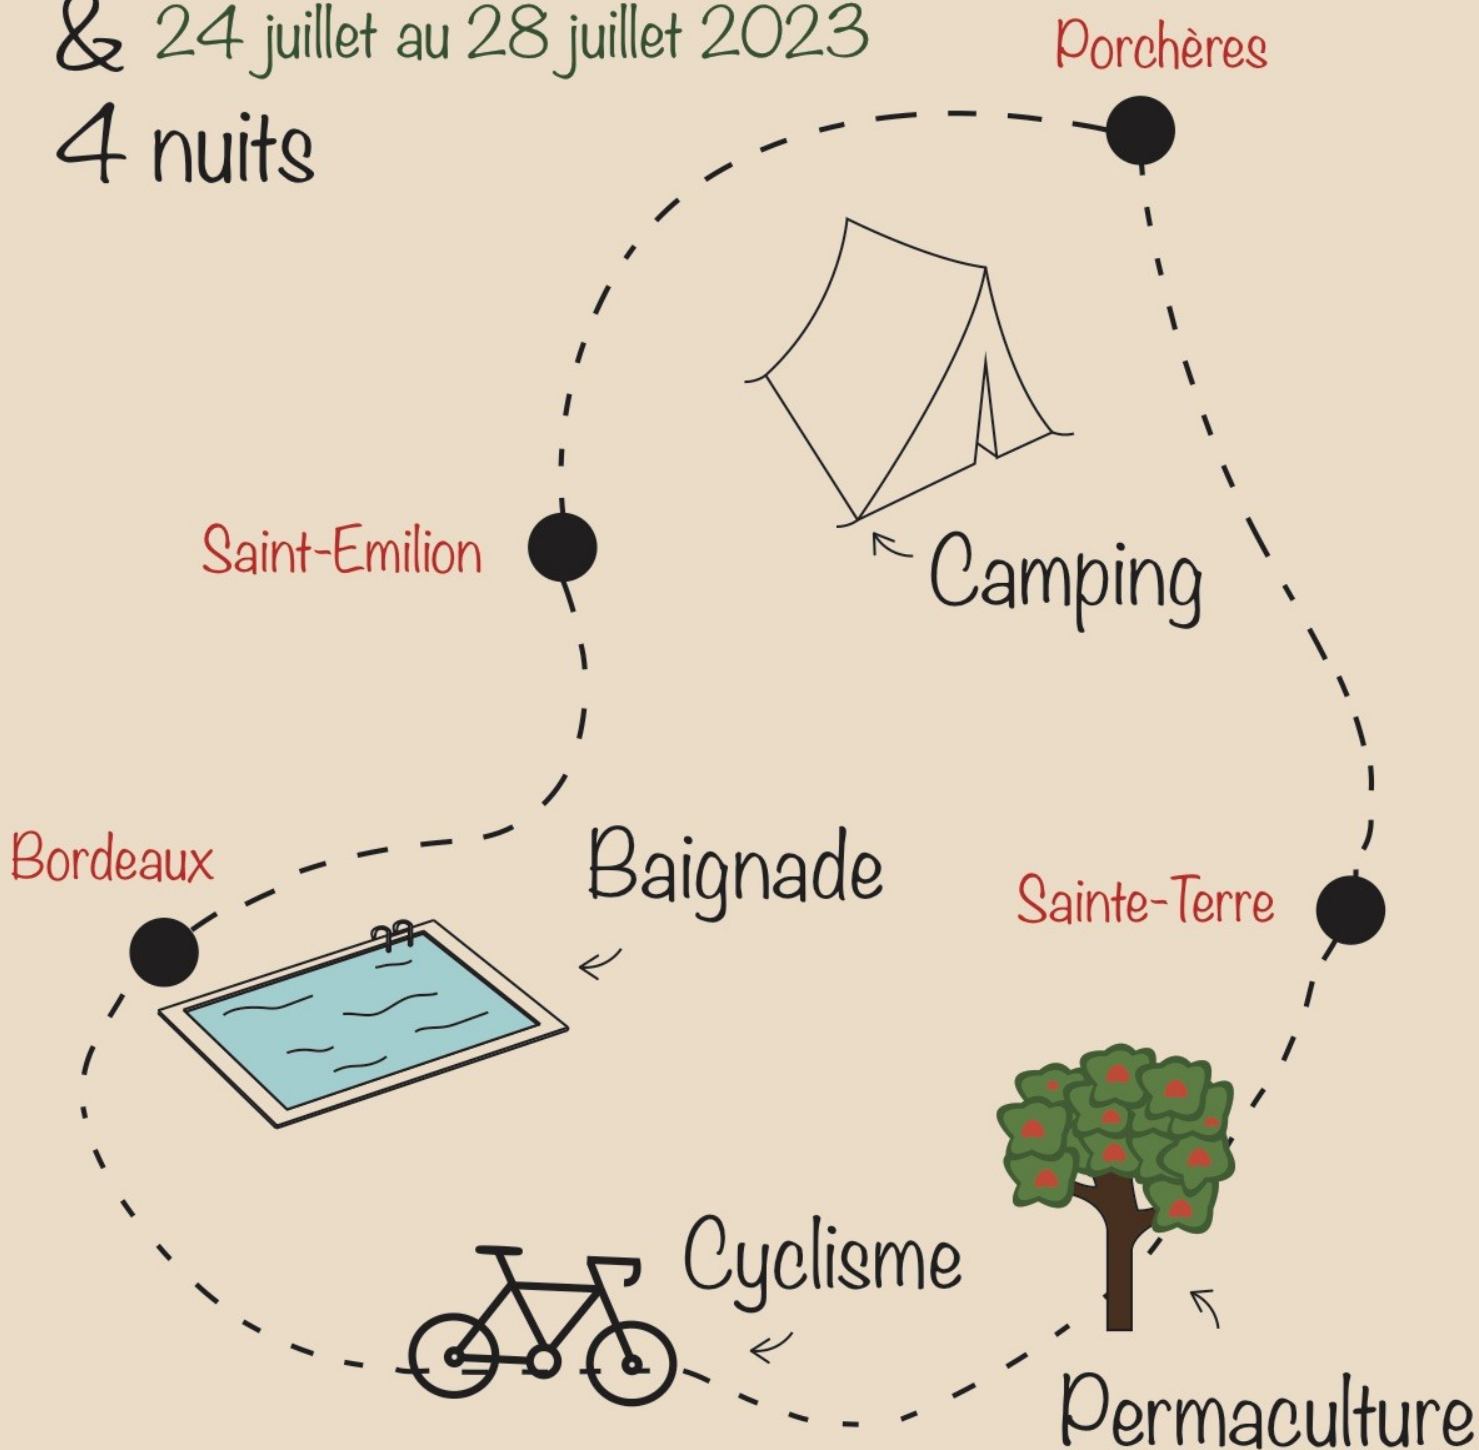 & 24 juillet au 28 juillet 2023
4 nuits
Porchères
Saint-Emilion
Camping
Bordeaux
Baignade
Sainte-Terre
Cyclisme
Permaculture